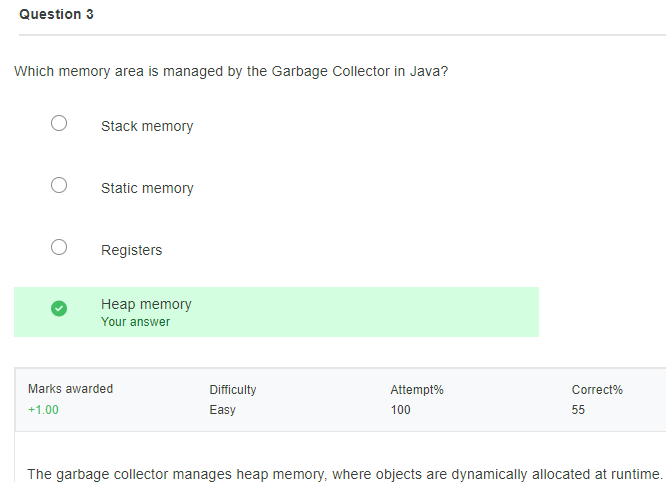 Question 3
Which memory area is managed by the Garbage Collector in Java?
Stack memory
Static memory
Registers
Heap memory
Your answer
Marks awarded Difficulty Attempt% Correct%
+1.00 Easy 100 55
The garbage collector manages heap memory, where objects are dynamically allocated at runtime.